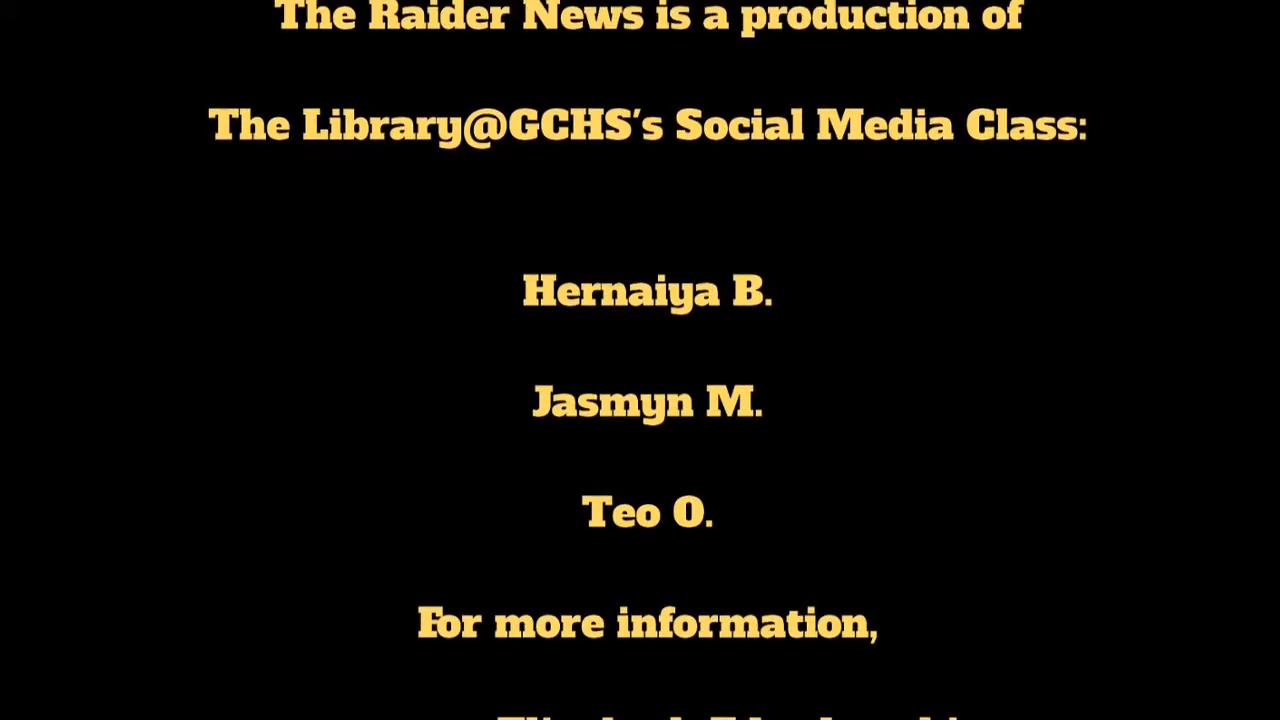 The Raider News is a production of
The Library@GCHS's Social Media Class:
Hernaiya B.
Jasmyn M.
Teo O.
For more information,